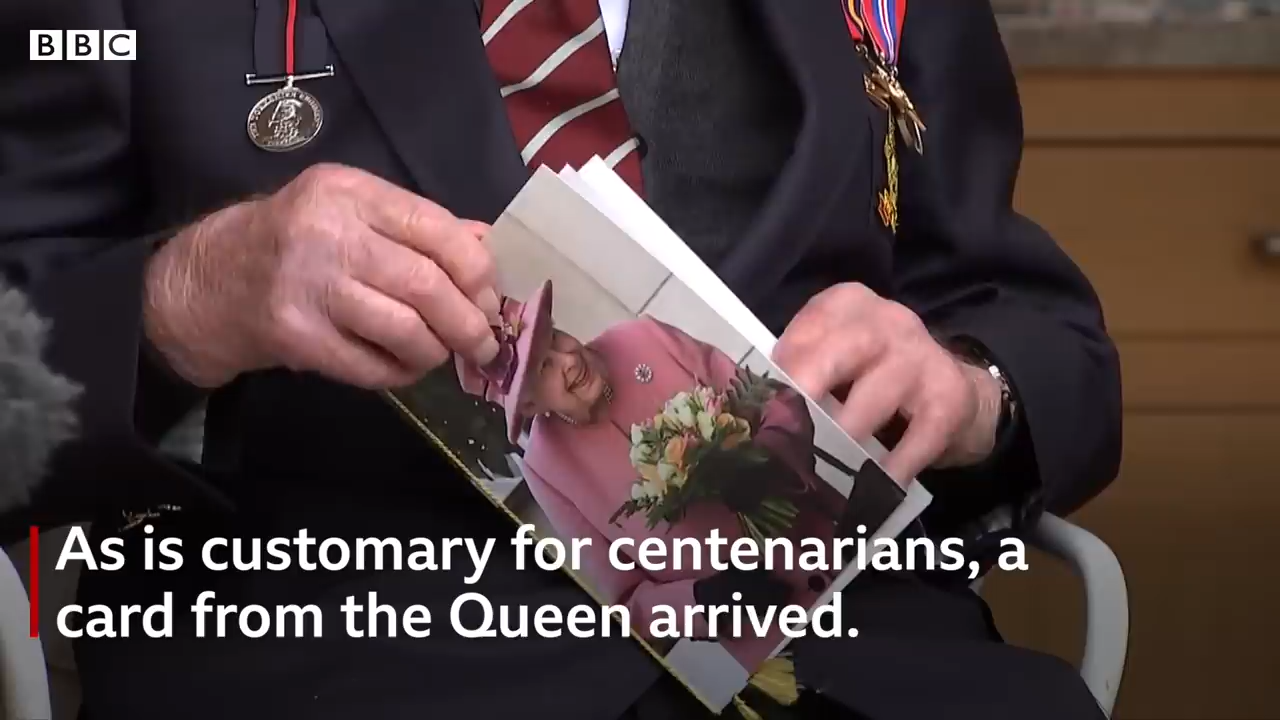 BBC
As is customary for centenarians, a
card from the Queen arrived.